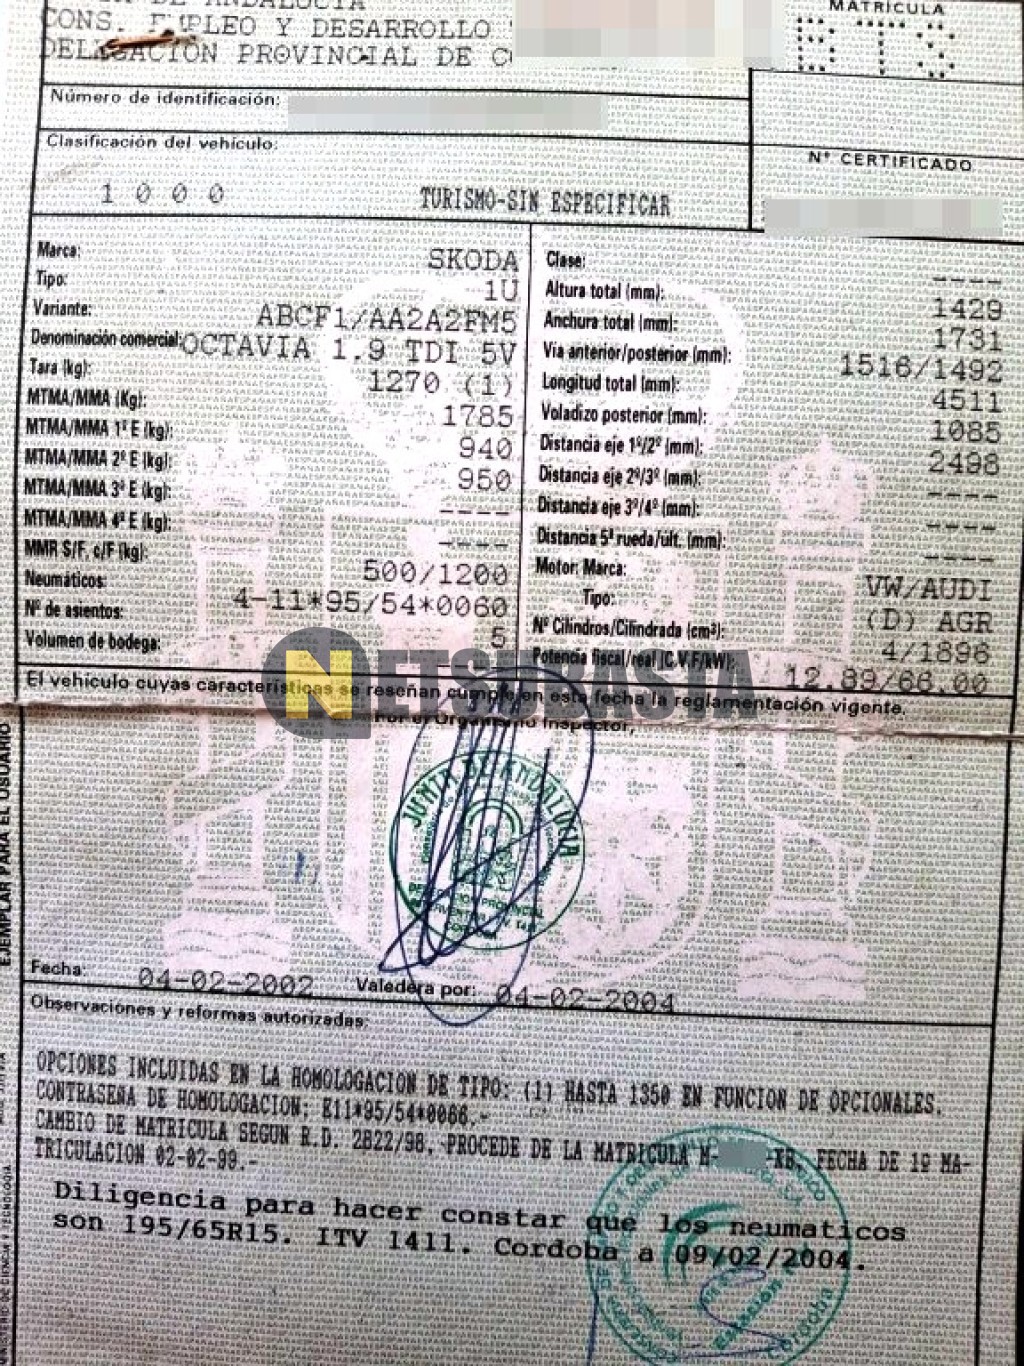 DE ANDALUCIA
CONS. EMPLEO Y DESARROLLO
DELEGACION PROVINCIAL DE
MATRICULA
BTS
Número de identificación:
Clasificación del vehículo:
1000 TURISMO-SIN ESPECIFICAR
Nº CERTIFICADO
Marca: SKODA
Tipo: 1U
Variante: ABCF1/AA2A2FM5
Denominación comercial: OCTAVIA 1.9 TDI 5V
Tara (kg): 1270 (1)
MTMA/MMA (Kg): 1785
MTMA/MMA 1º E (kg): 940
MTMA/MMA 2º E (kg): 950
MTMA/MMA 3º E (kg): ----
MTMA/MMA 4º E (kg): ----
MMR S/F. c/F (kg): 500/1200
Neumáticos: 4-11*95/54*0060
Nº de asientos: 5
Volumen de bodega: ----
Clase: ----
Altura total (mm): 1429
Anchura total (mm): 1731
Via anterior/posterior (mm): 1516/1492
Longitud total (mm): 4511
Voladizo posterior (mm): 1085
Distancia eje 1º/2º (mm): 2498
Distancia eje 2º/3º (mm): ----
Distancia eje 3º/4º (mm): ----
Distancia 5ª rueda/últ. (mm): ----
Motor: Marca: VW/AUDI
Tipo: (D) AGR
Nº Cilindros/Cilindrada (cm³): 4/1896
Potencia fiscal/real (C.V.F/kW): 12.89/66.00
NETSUBASTA
El vehículo cuyas características se reseñan cumple en esta fecha la reglamentación vigente.
Por el Organismo Inspector,
JUNTA DE ANDALUCIA
EJEMPLAR PARA EL USUARIO
Fecha: 04-02-2002 Valedera por: 04-02-2004
Observaciones y reformas autorizadas:
OPCIONES INCLUIDAS EN LA HOMOLOGACION DE TIPO: (1) HASTA 1350 EN FUNCION DE OPCIONALES.
CONTRASEÑA DE HOMOLOGACION: E11*95/54*0066.-
CAMBIO DE MATRICULA SEGUN R.D. 2822/98, PROCEDE DE LA MATRICULA M- -XB, FECHA DE 1º MA-
TRICULACION 02-02-99.-
Diligencia para hacer constar que los neumaticos
son 195/65R15. ITV 1411. Cordoba a 09/02/2004.
Córdoba